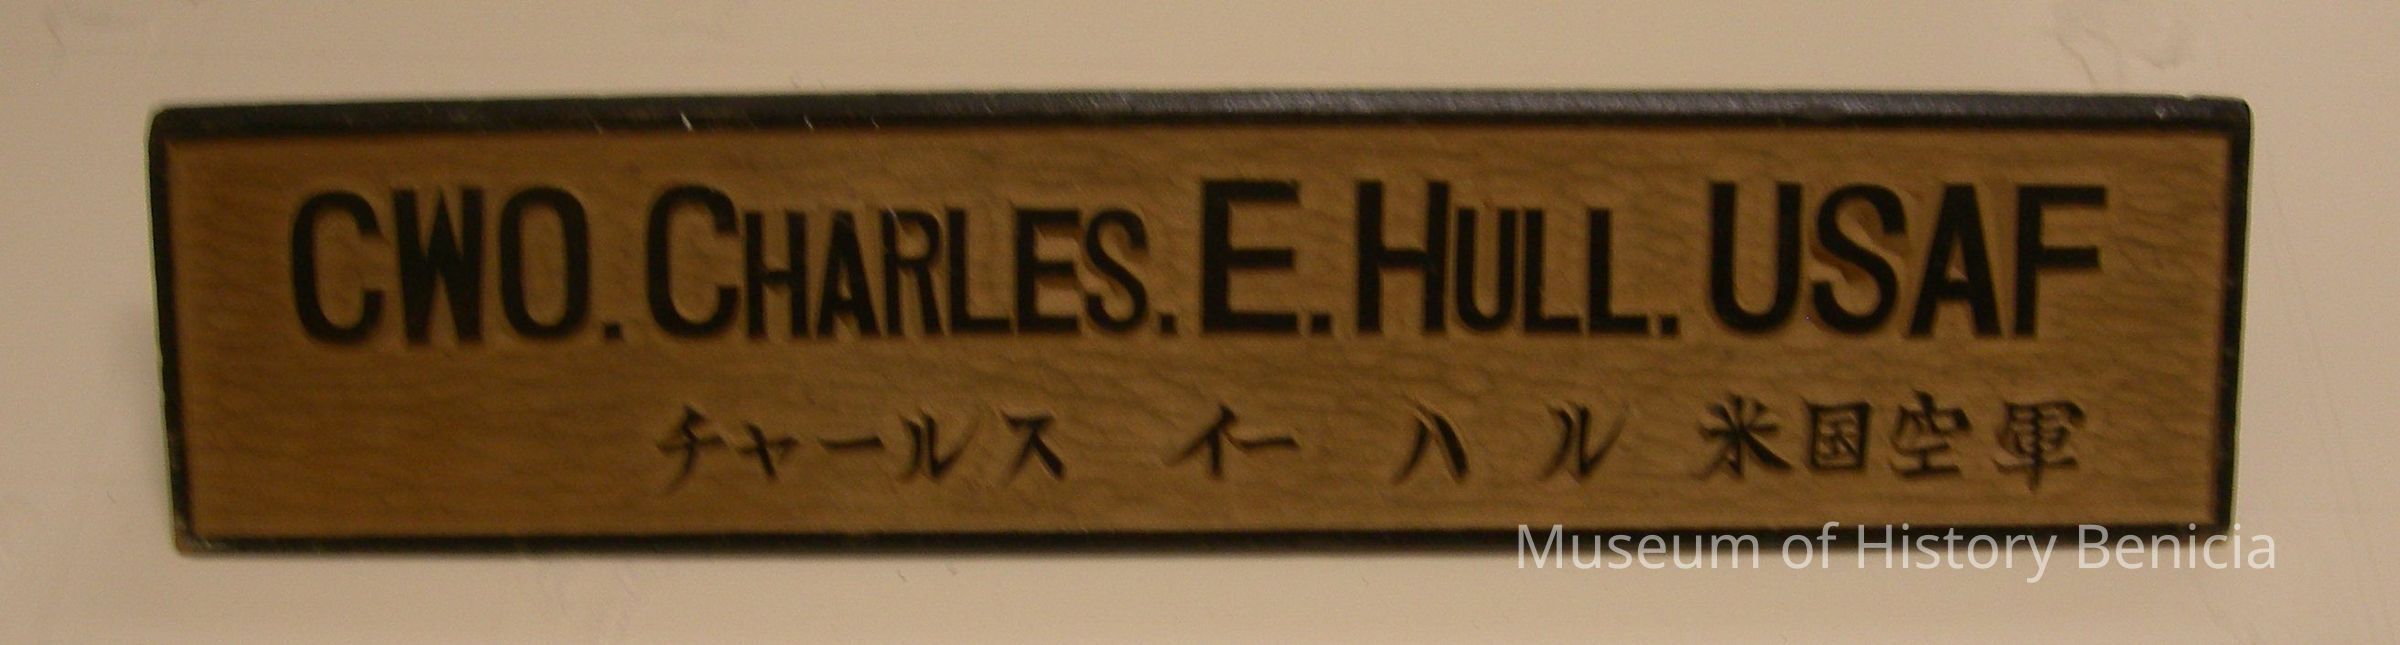 CWO. CHARLES. E. HULL. USAF
チャールス イー ハル 米国空軍
Museum of History Benicia